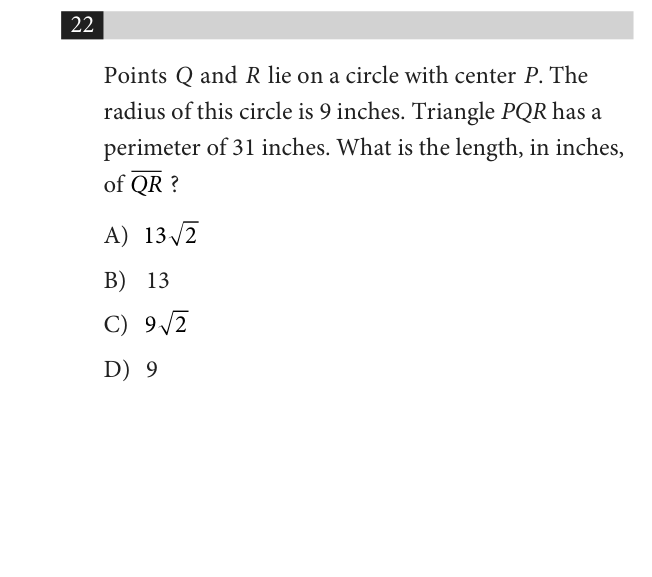 22
Points Q and R lie on a circle with center P. The
radius of this circle is 9 inches. Triangle PQR has a
perimeter of 31 inches. What is the length, in inches,
of Q̅R̅ ?
A) 13√2
B) 13
C) 9√2
D) 9